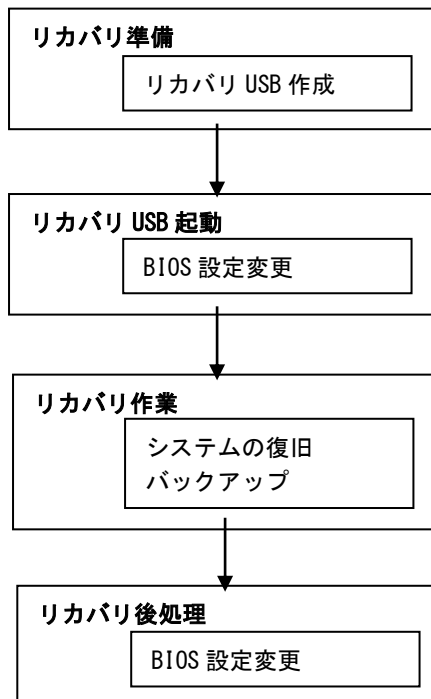 リカバリ準備
リカバリ USB 作成
リカバリ USB 起動
BIOS 設定変更
リカバリ作業
システムの復旧
バックアップ
リカバリ後処理
BIOS 設定変更